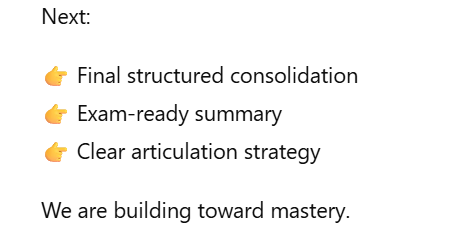 Next:
👉 Final structured consolidation
👉 Exam-ready summary
👉 Clear articulation strategy
We are building toward mastery.